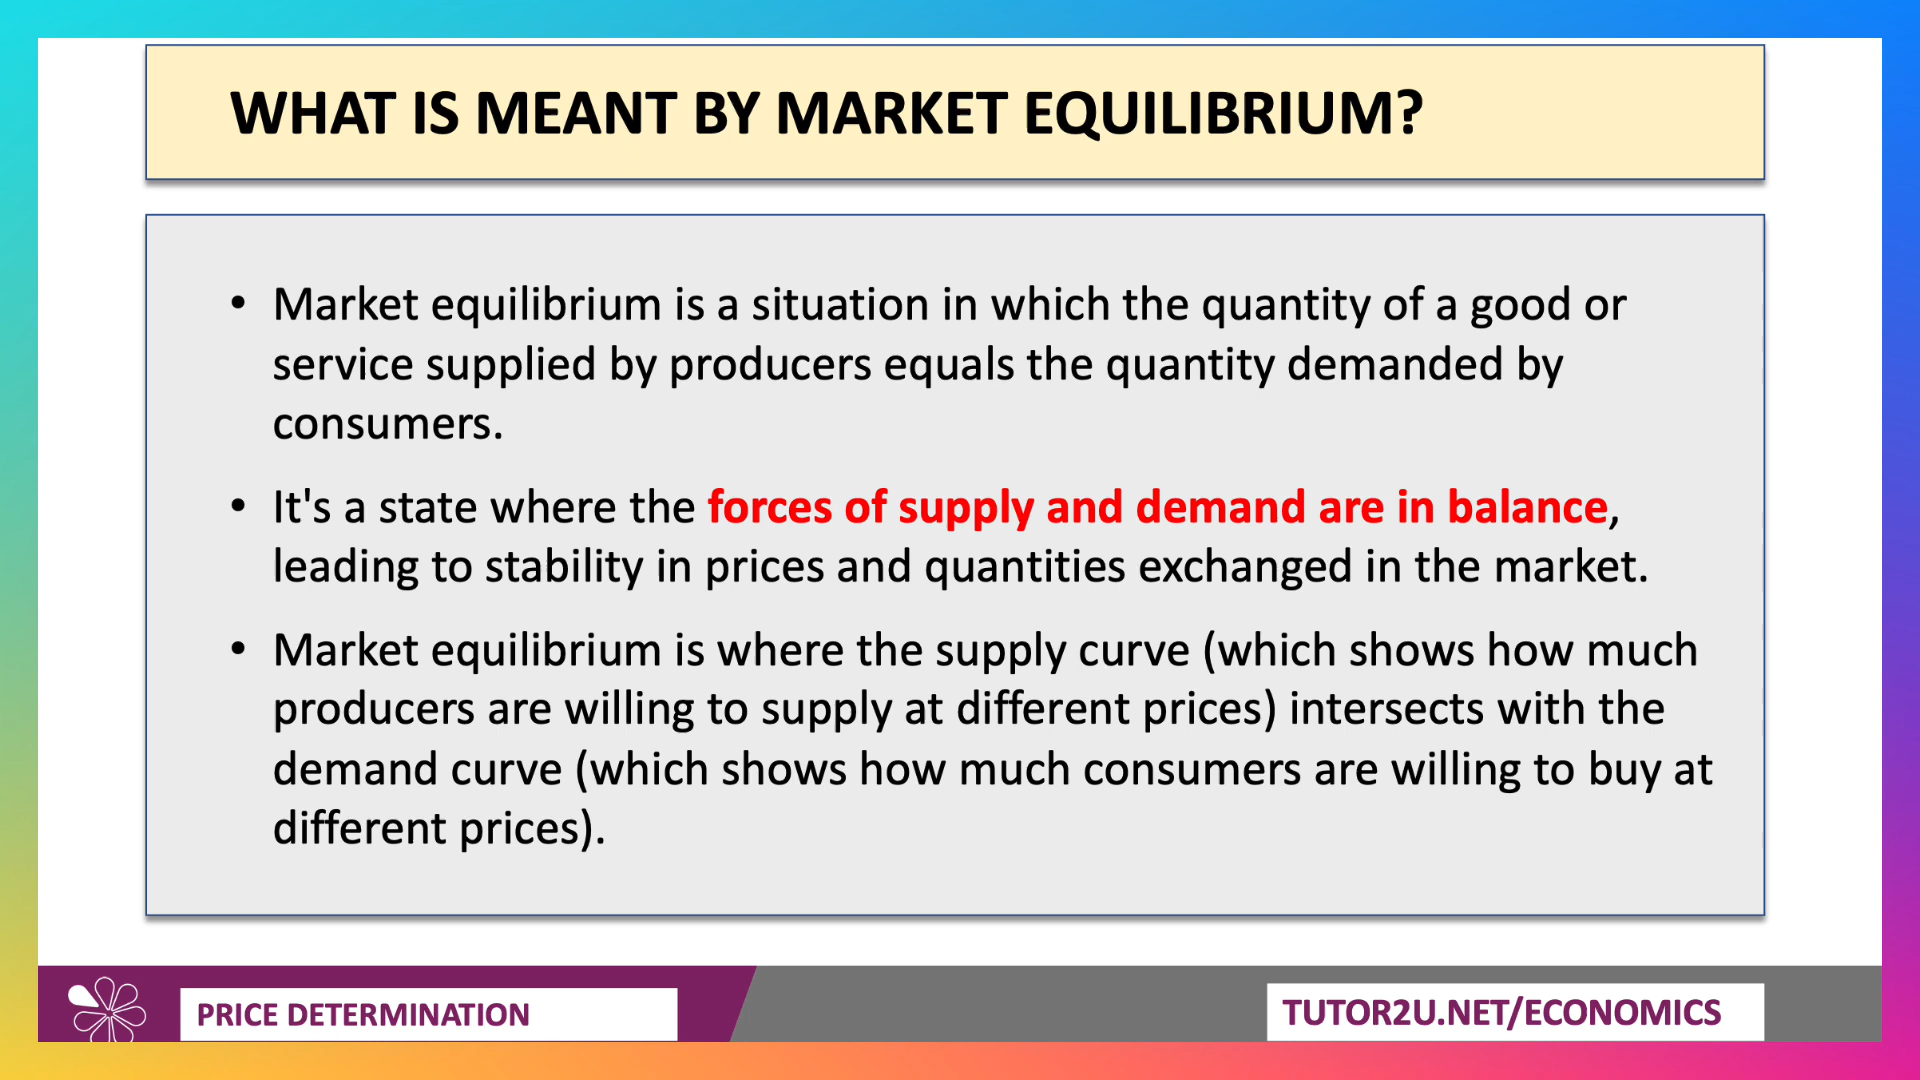 WHAT IS MEANT BY MARKET EQUILIBRIUM?
• Market equilibrium is a situation in which the quantity of a good or
service supplied by producers equals the quantity demanded by
consumers.
• It's a state where the forces of supply and demand are in balance,
leading to stability in prices and quantities exchanged in the market.
• Market equilibrium is where the supply curve (which shows how much
producers are willing to supply at different prices) intersects with the
demand curve (which shows how much consumers are willing to buy at
different prices).
PRICE DETERMINATION
TUTOR2U.NET/ECONOMICS